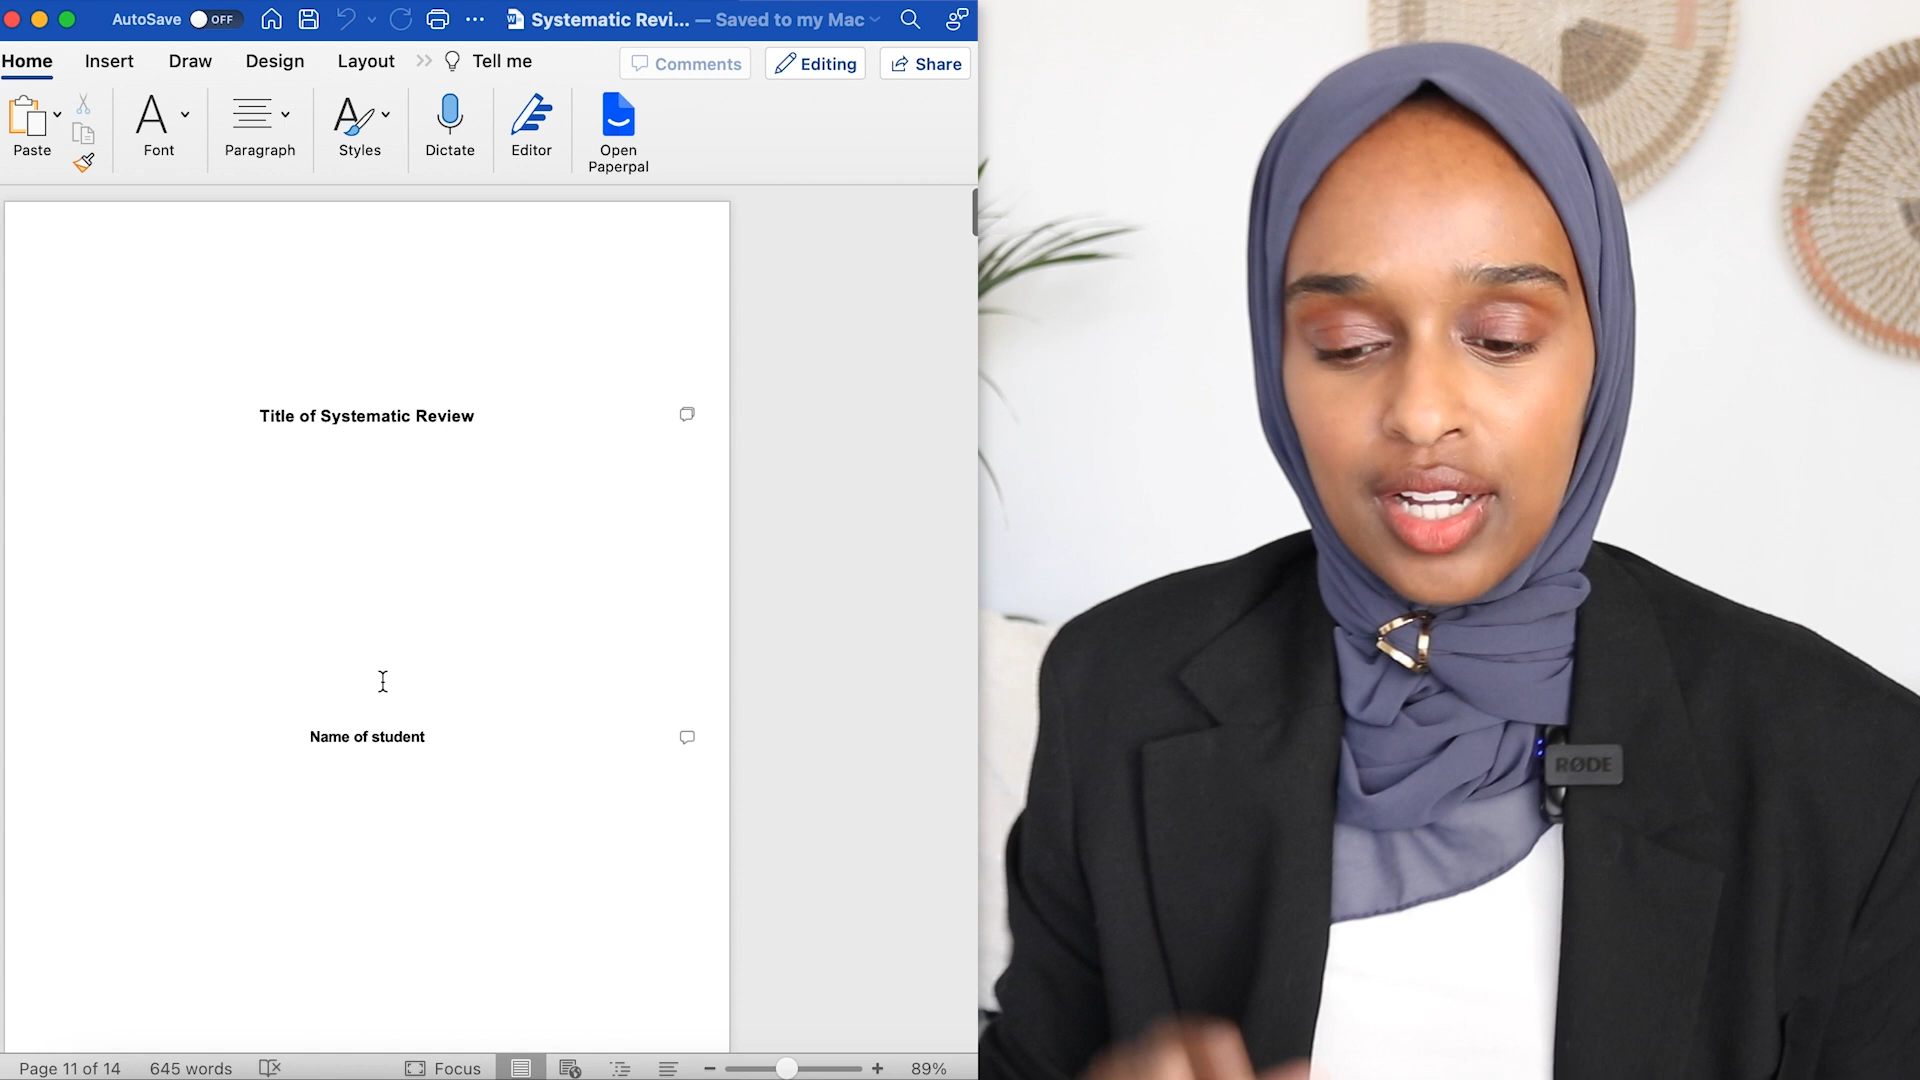 AutoSave OFF Systematic Revi... — Saved to my Mac
Home Insert Draw Design Layout Tell me Comments Editing Share
Paste Font Paragraph Styles Dictate Editor Open Paperpal
Title of Systematic Review
Name of student
RØDE
Page 11 of 14 645 words Focus 89%